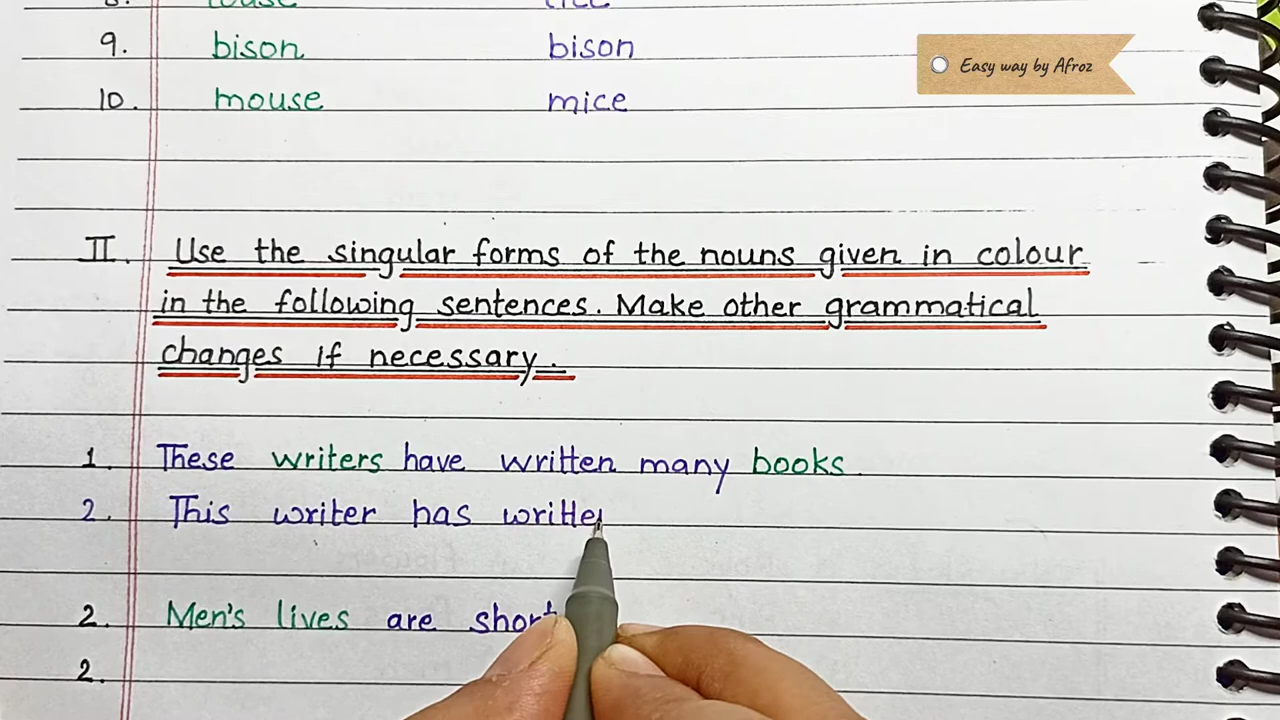 9. bison bison
Easy way by Afroz
10. mouse mice
II. Use the singular forms of the nouns given in colour
in the following sentences. Make other grammatical
changes if necessary.
1. These writers have written many books.
2. This writer has writte
2. Men's lives are short
2.